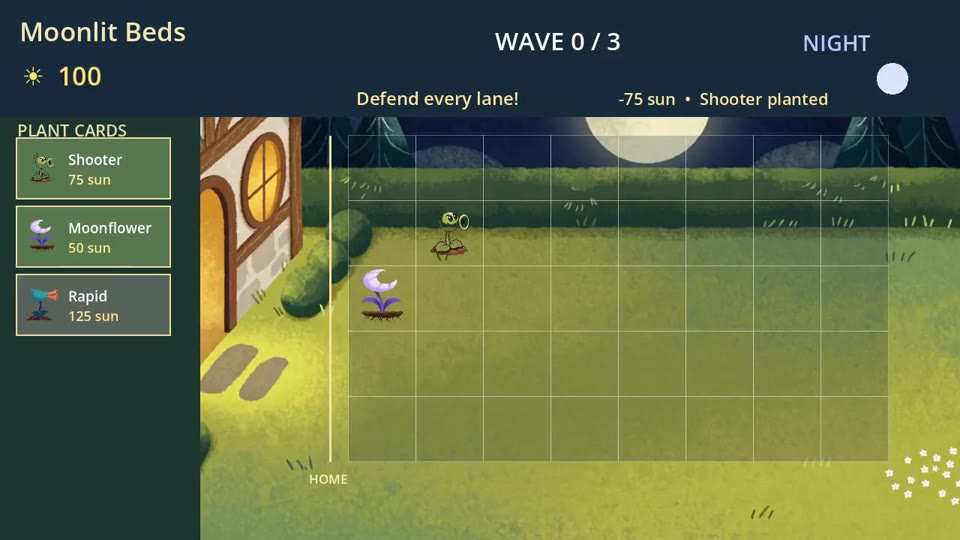 Moonlit Beds
WAVE 0 / 3
NIGHT
100
Defend every lane!
-75 sun • Shooter planted
PLANT CARDS
Shooter
75 sun
Moonflower
50 sun
Rapid
125 sun
HOME